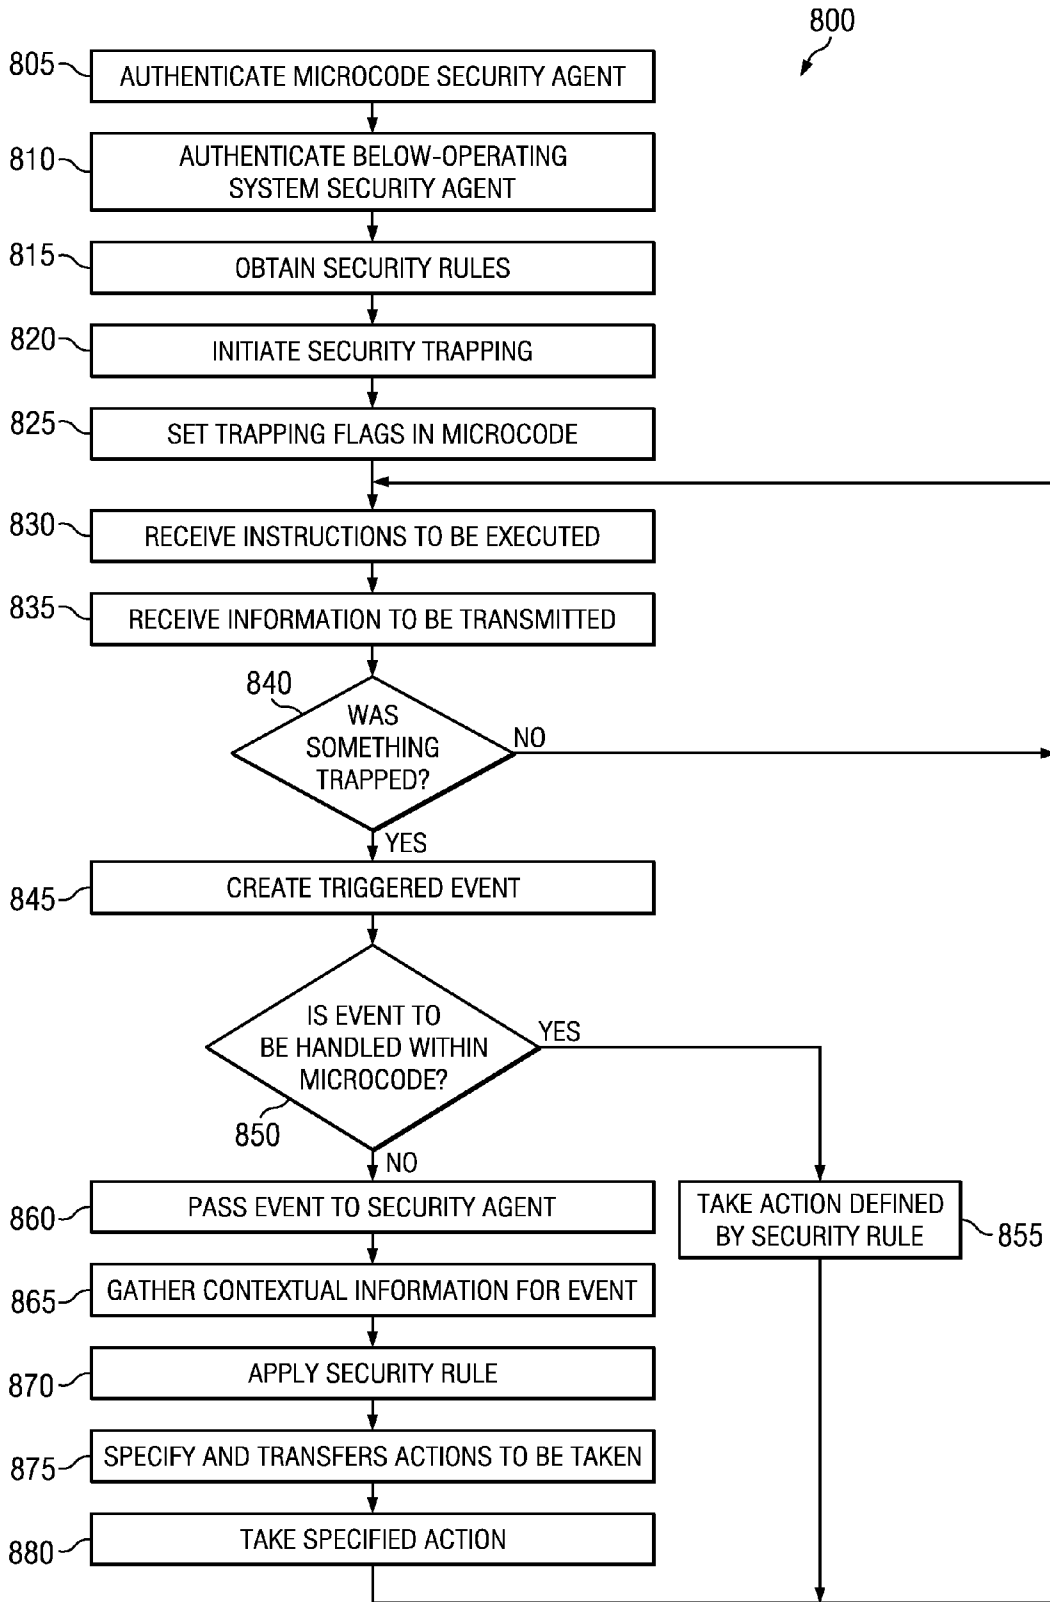 800
805
AUTHENTICATE MICROCODE SECURITY AGENT
810
AUTHENTICATE BELOW-OPERATING
SYSTEM SECURITY AGENT
815
OBTAIN SECURITY RULES
820
INITIATE SECURITY TRAPPING
825
SET TRAPPING FLAGS IN MICROCODE
830
RECEIVE INSTRUCTIONS TO BE EXECUTED
835
RECEIVE INFORMATION TO BE TRANSMITTED
840
WAS
SOMETHING
TRAPPED?
NO
YES
845
CREATE TRIGGERED EVENT
IS EVENT TO
BE HANDLED WITHIN
MICROCODE?
YES
850
NO
860
PASS EVENT TO SECURITY AGENT
TAKE ACTION DEFINED
BY SECURITY RULE
855
865
GATHER CONTEXTUAL INFORMATION FOR EVENT
870
APPLY SECURITY RULE
875
SPECIFY AND TRANSFERS ACTIONS TO BE TAKEN
880
TAKE SPECIFIED ACTION